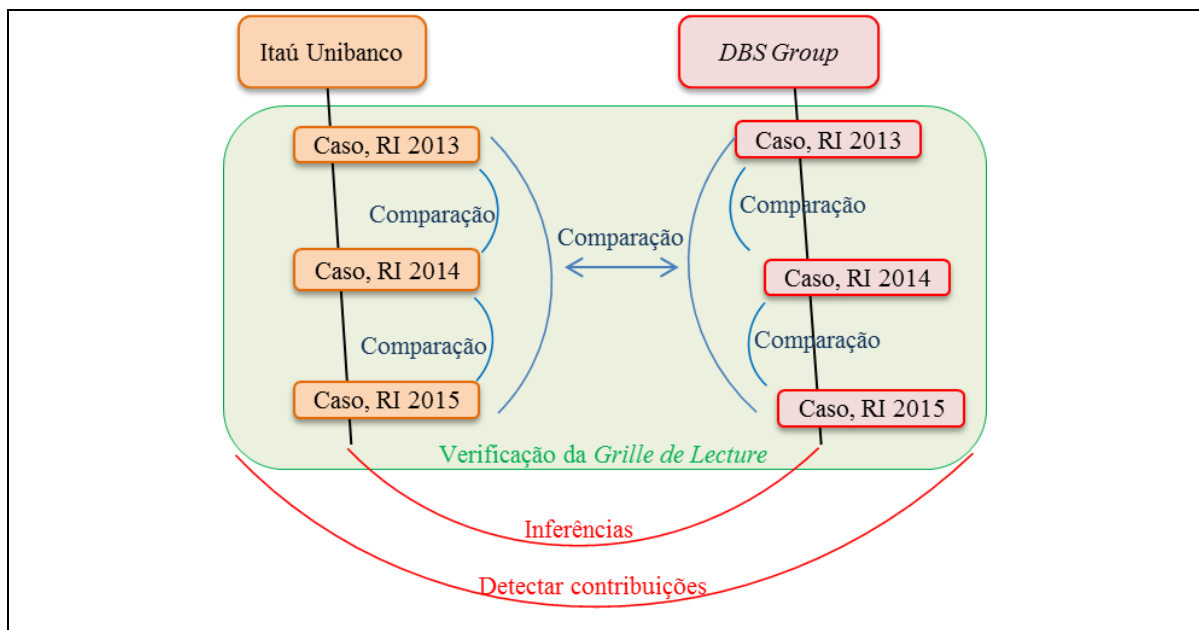 Itaú Unibanco
DBS Group
Caso, RI 2013
Caso, RI 2013
Comparação
Comparação
Comparação
Caso, RI 2014
Caso, RI 2014
Comparação
Comparação
Caso, RI 2015
Caso, RI 2015
Verificação da Grille de Lecture
Inferências
Detectar contribuições